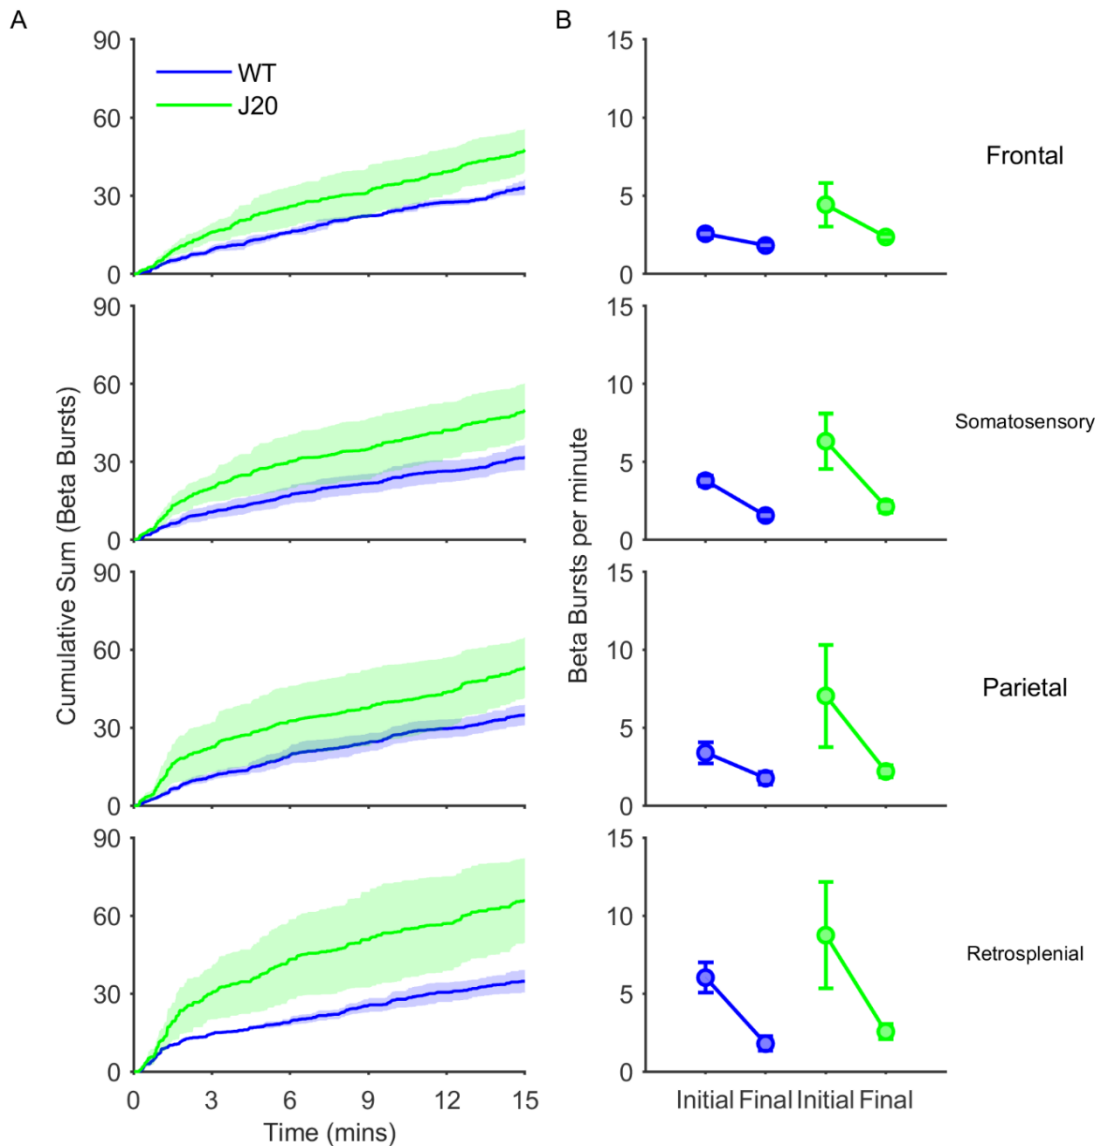 A
B
90
60
30
0
WT
J20
15
10
5
0
Frontal
90
60
30
0
15
10
5
0
Somatosensory
90
60
30
0
15
10
5
0
Parietal
90
60
30
0
15
10
5
0
Retrosplenial
Cumulative Sum (Beta Bursts)
Beta Bursts per minute
0 3 6 9 12 15
Time (mins)
Initial Final Initial Final